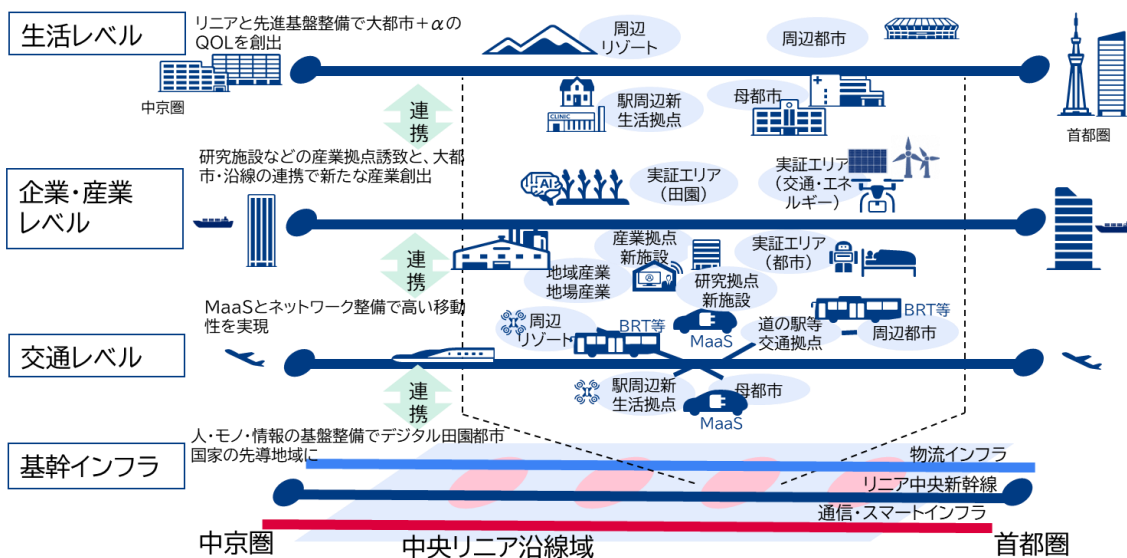 生活レベル
リニアと先進基盤整備で大都市+αの
QOLを創出
中京圏
周辺
リゾート
周辺都市
駅周辺新
生活拠点
CLINIC
母都市
首都圏
連
携
企業・産業
レベル
研究施設などの産業拠点誘致と、大都
市・沿線の連携で新たな産業創出
AI
実証エリア
(田園)
実証エリア
(交通・エネ
ルギー)
産業拠点
新施設
地域産業
地場産業
研究拠点
新施設
実証エリア
(都市)
連
携
交通レベル
MaaSとネットワーク整備で高い移動
性を実現
周辺
リゾート
BRT等
MaaS
道の駅等
交通拠点
BRT等
周辺都市
駅周辺新
生活拠点
母都市
MaaS
連
携
基幹インフラ
人・モノ・情報の基盤整備でデジタル田園都市
国家の先導地域に
物流インフラ
リニア中央新幹線
通信・スマートインフラ
中京圏
中央リニア沿線域
首都圏